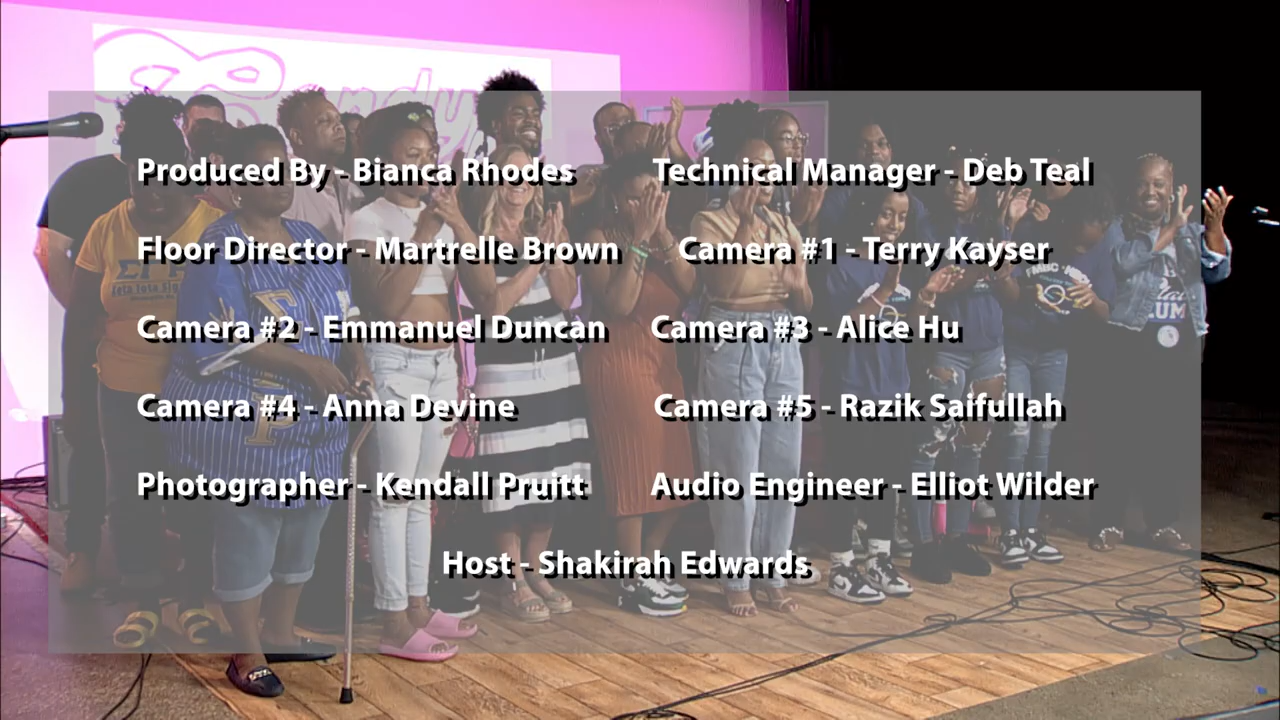 Produced By - Bianca Rhodes
Technical Manager - Deb Teal
Floor Director - Martrelle Brown
Camera #1 - Terry Kayser
Camera #2 - Emmanuel Duncan
Camera #3 - Alice Hu
Camera #4 - Anna Devine
Camera #5 - Razik Saifullah
Photographer - Kendall Pruitt
Audio Engineer - Elliot Wilder
Host - Shakirah Edwards